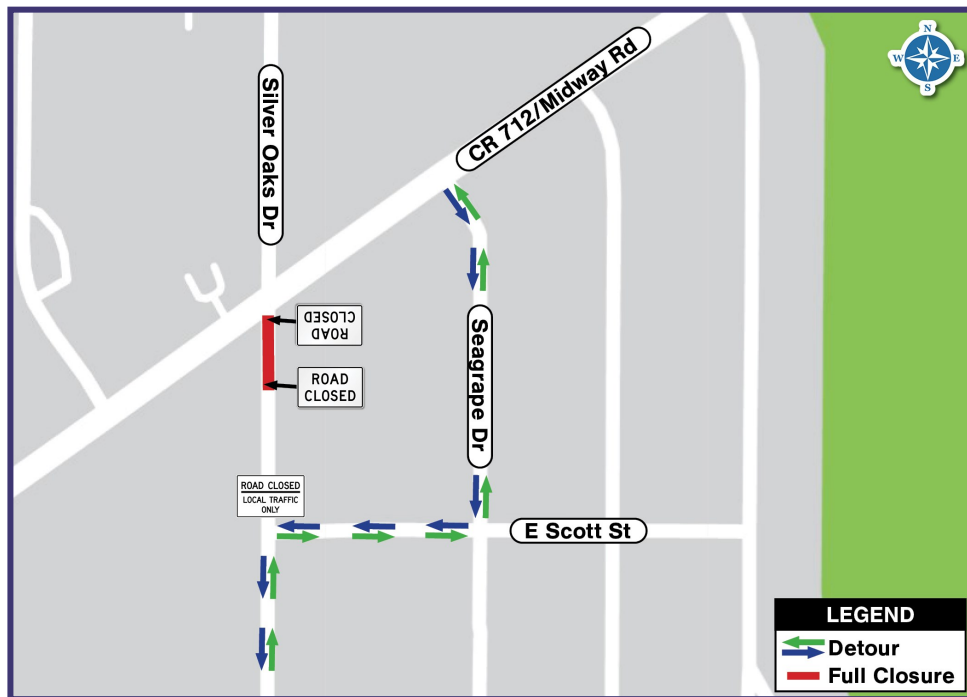 N
W E
S
Silver Oaks Dr
CR 712/Midway Rd
ROAD
CLOSED
ROAD
CLOSED
Seagrape Dr
ROAD CLOSED
LOCAL TRAFFIC
ONLY
E Scott St
LEGEND
Detour
Full Closure